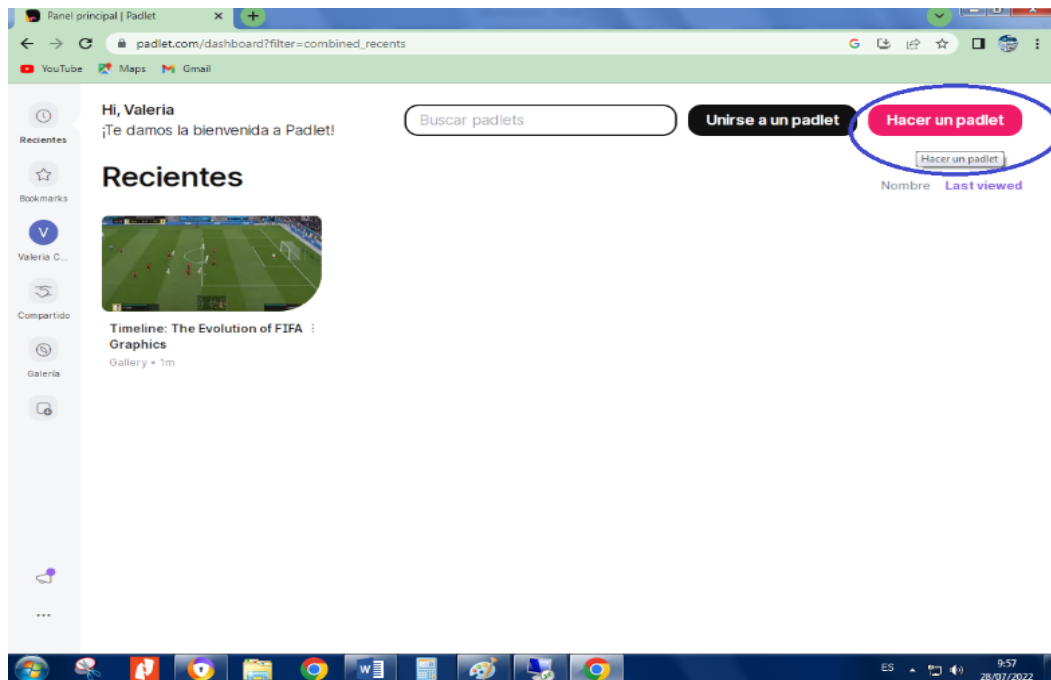 Panel principal | Padlet
padlet.com/dashboard?filter=combined_recents
YouTube Maps Gmail
Hi, Valeria
¡Te damos la bienvenida a Padlet!
Buscar padlets
Unirse a un padlet
Hacer un padlet
Hacer un padlet
Recientes
Bookmarks
V
Valeria C...
Compartido
Galería
Recientes
Nombre Last viewed
Timeline: The Evolution of FIFA
Graphics
Gallery • 1m
ES
9:57
28/07/2022